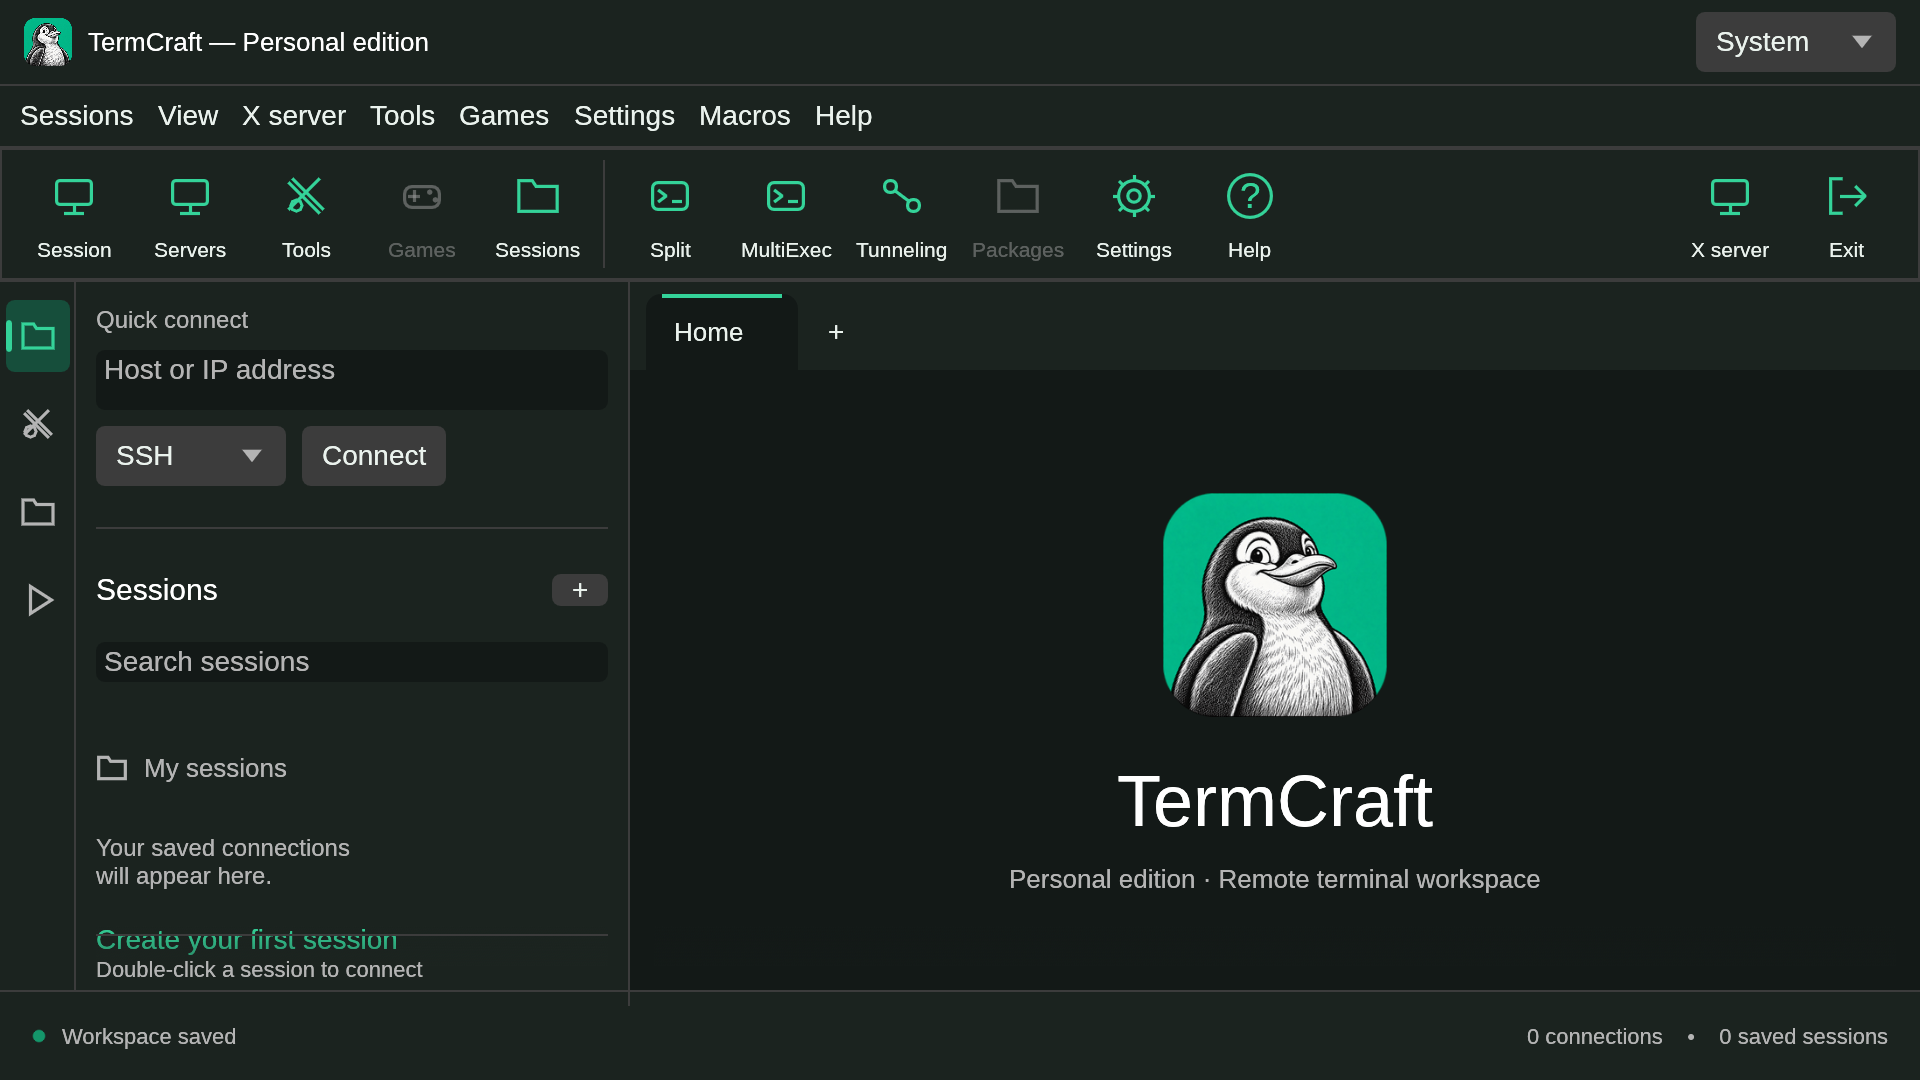 TermCraft — Personal edition
System
Sessions View X server Tools Games Settings Macros Help
Session Servers Tools Games Sessions Split MultiExec Tunneling Packages Settings Help X server Exit
Quick connect
Host or IP address
SSH Connect
Sessions +
Search sessions
My sessions
Your saved connections
will appear here.
Create your first session
Double-click a session to connect
Home +
TermCraft
Personal edition · Remote terminal workspace
Workspace saved
0 connections • 0 saved sessions